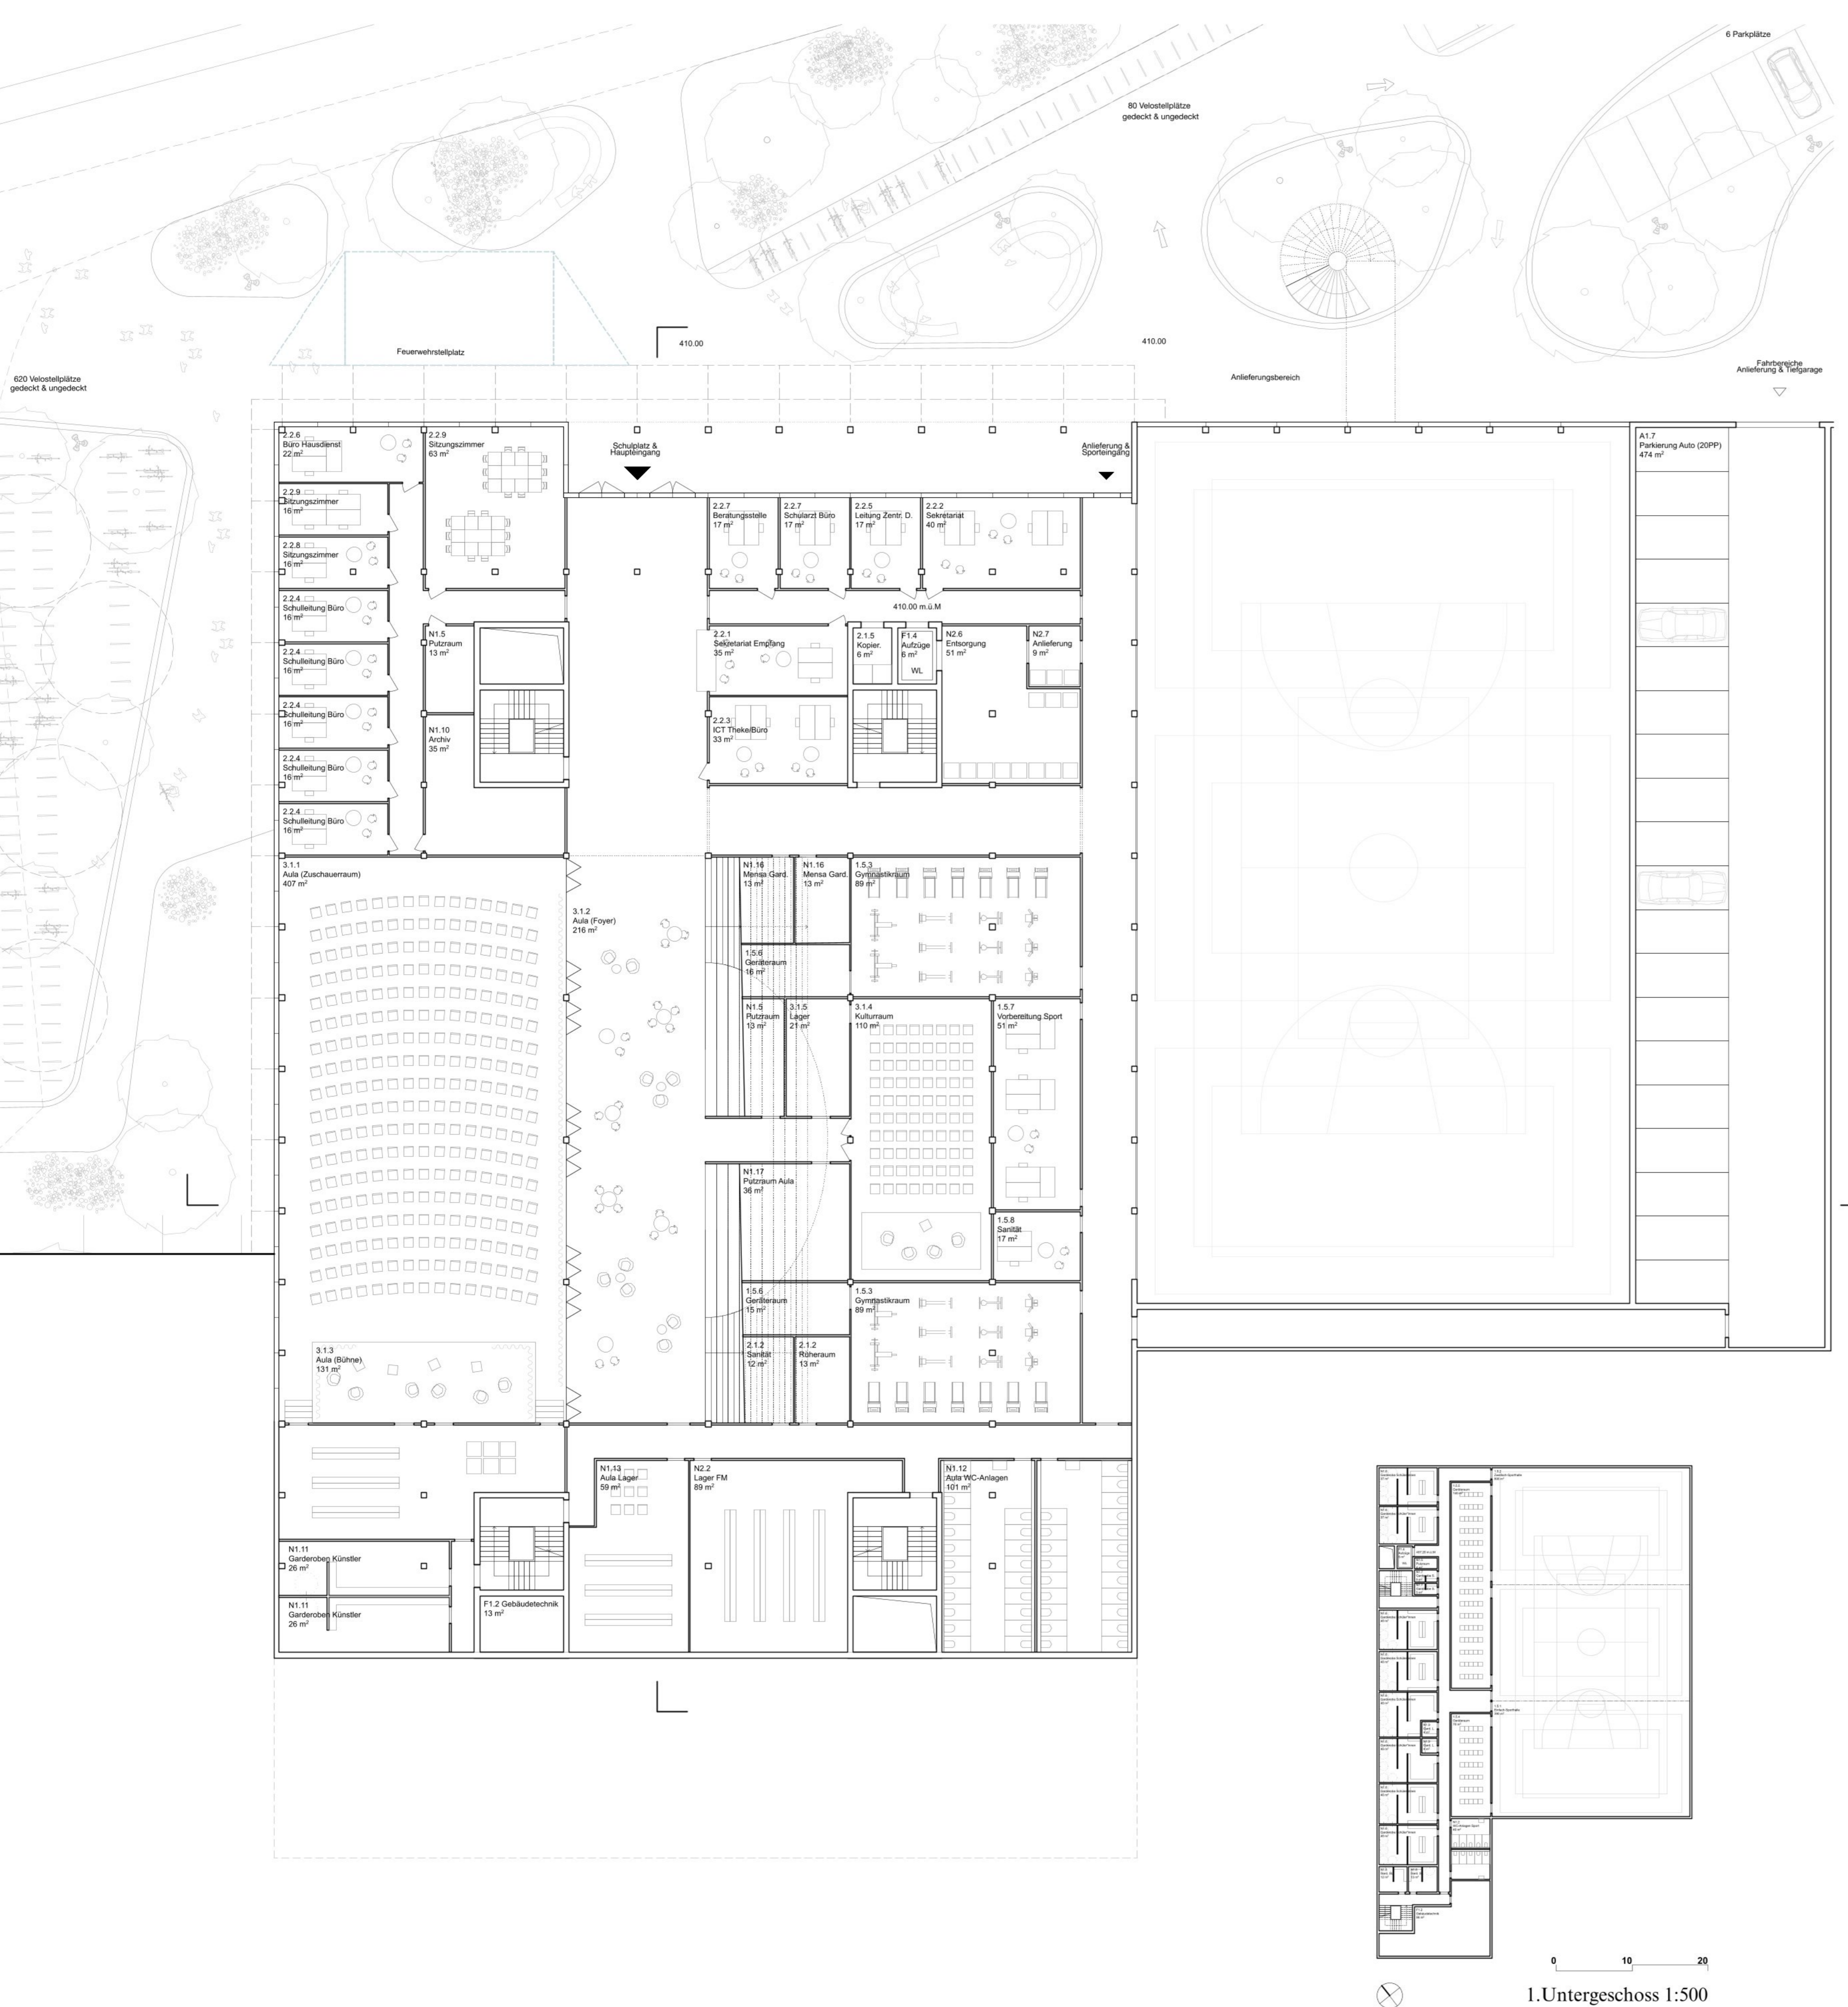 6 Parkplätze
80 Velostellplätze
gedeckt & ungedeckt
Feuerwehrstellplatz
410.00
410.00
620 Velostellplätze
gedeckt & ungedeckt
Anlieferungsbereich
Fahrbereiche
Anlieferung & Tiefgarage
2.2.6
Büro Hausdienst
22 m²
2.2.9
Sitzungszimmer
63 m²
Schulplatz &
Haupteingang
Anlieferung &
Sporteingang
A1.7
Parkierung Auto (20PP)
474 m²
2.2.9
Sitzungszimmer
16 m²
2.2.7
Beratungsstelle
17 m²
2.2.7
Schularzt Büro
17 m²
2.2.5
Leitung Zentr. D.
17 m²
2.2.2
Sekretariat
40 m²
2.2.8
Sitzungszimmer
16 m²
2.2.4
Schulleitung Büro
16 m²
410.00 m.ü.M
N1.5
Putzraum
13 m²
2.2.1
Sekretariat Empfang
35 m²
2.1.5
Kopier.
6 m²
F1.4
Aufzüge
6 m²
WL
N2.6
Entsorgung
51 m²
N2.7
Anlieferung
9 m²
2.2.4
Schulleitung Büro
16 m²
2.2.4
Schulleitung Büro
16 m²
N1.10
Archiv
35 m²
2.2.3
ICT Theke/Büro
33 m²
2.2.4
Schulleitung Büro
16 m²
2.2.4
Schulleitung Büro
16 m²
3.1.1
Aula (Zuschauerraum)
407 m²
N1.16
Mensa Gard.
13 m²
N1.16
Mensa Gard.
13 m²
1.5.3
Gymnastikraum
89 m²
3.1.2
Aula (Foyer)
216 m²
1.5.6
Geräteraum
16 m²
N1.5
Putzraum
13 m²
3.1.5
Lager
21 m²
3.1.4
Kulturraum
110 m²
1.5.7
Vorbereitung Sport
51 m²
N1.17
Putzraum Aula
36 m²
1.5.8
Sanität
17 m²
1.5.6
Geräteraum
15 m²
1.5.3
Gymnastikraum
89 m²
2.1.2
Sanität
12 m²
2.1.2
Ruheraum
13 m²
3.1.3
Aula (Bühne)
131 m²
N1.13
Aula Lager
59 m²
N2.2
Lager FM
89 m²
N1.12
Aula WC-Anlagen
101 m²
N1.11
Garderoben Künstler
26 m²
N1.11
Garderoben Künstler
26 m²
F1.2 Gebäudetechnik
13 m²
0 10 20
1.Untergeschoss 1:500